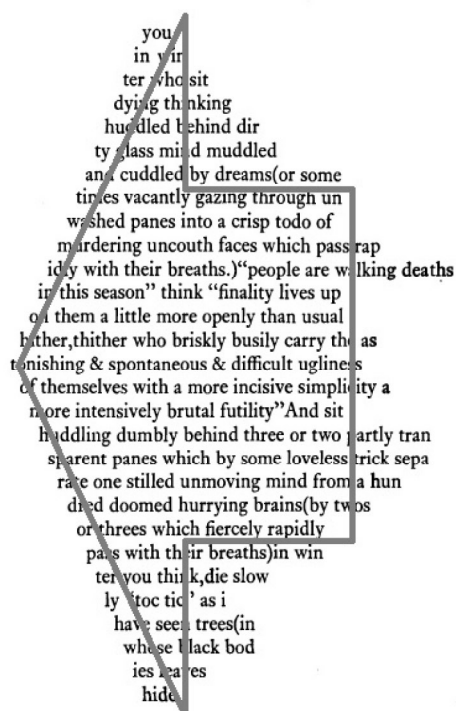 you
in win
ter who sit
dying thinking
huddled behind dir
ty glass mind muddled
and cuddled by dreams(or some
times vacantly gazing through un
washed panes into a crisp todo of
murdering uncouth faces which pass rap
idly with their breaths.)“people are walking deaths
in this season” think “finality lives up
on them a little more openly than usual
hither,thither who briskly busily carry the as
tonishing & spontaneous & difficult ugliness
of themselves with a more incisive simplicity a
more intensively brutal futility”And sit
huddling dumbly behind three or two partly tran
sparent panes which by some loveless trick sepa
rate one stilled unmoving mind from a hun
dred doomed hurrying brains(by twos
or threes which fiercely rapidly
pass with their breaths)in win
ter you think,die slow
ly “toc tic” as i
have seen trees(in
whose black bod
ies leaves
hide